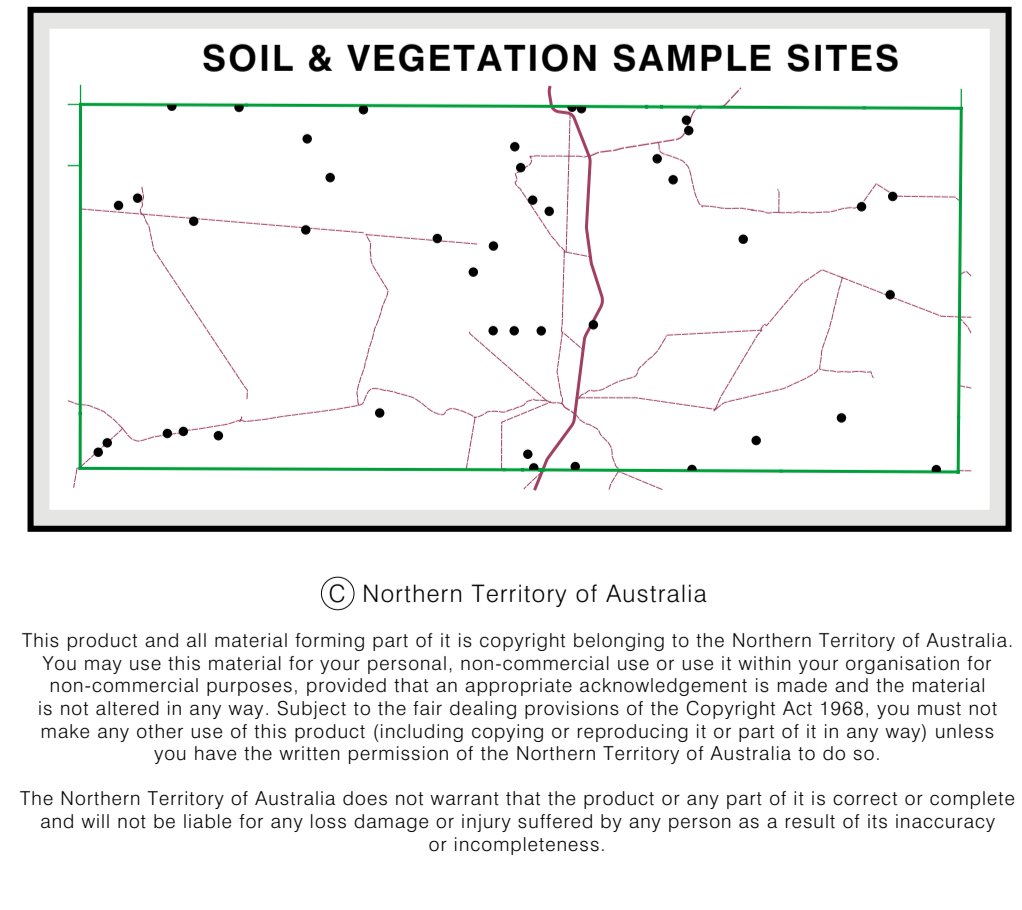 SOIL & VEGETATION SAMPLE SITES
© Northern Territory of Australia
This product and all material forming part of it is copyright belonging to the Northern Territory of Australia.
You may use this material for your personal, non-commercial use or use it within your organisation for
non-commercial purposes, provided that an appropriate acknowledgement is made and the material
is not altered in any way. Subject to the fair dealing provisions of the Copyright Act 1968, you must not
make any other use of this product (including copying or reproducing it or part of it in any way) unless
you have the written permission of the Northern Territory of Australia to do so.
The Northern Territory of Australia does not warrant that the product or any part of it is correct or complete
and will not be liable for any loss damage or injury suffered by any person as a result of its inaccuracy
or incompleteness.